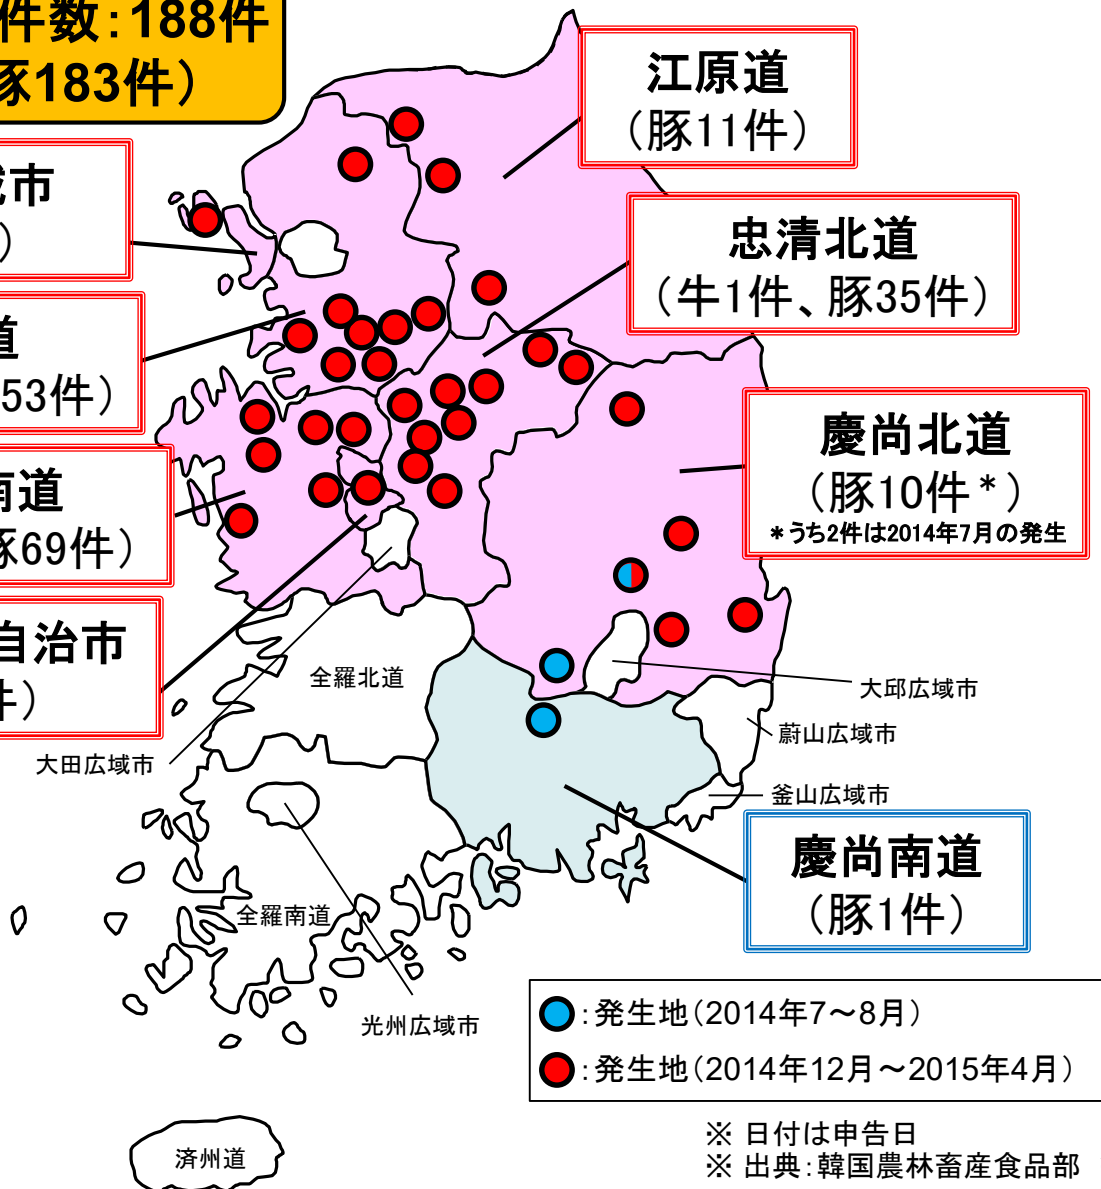 件数：188件
豚183件）
江原道
（豚11件）
域市
）
忠清北道
（牛1件、豚35件）
道
53件）
慶尚北道
（豚10件*）
*うち2件は2014年7月の発生
南道
豚69件）
自治市
件）
全羅北道
大邱広域市
蔚山広域市
大田広域市
釜山広域市
慶尚南道
（豚1件）
全羅南道
光州広域市
：発生地（2014年7～8月）
：発生地（2014年12月～2015年4月）
済州道
※ 日付は申告日
※ 出典：韓国農林畜産食品部